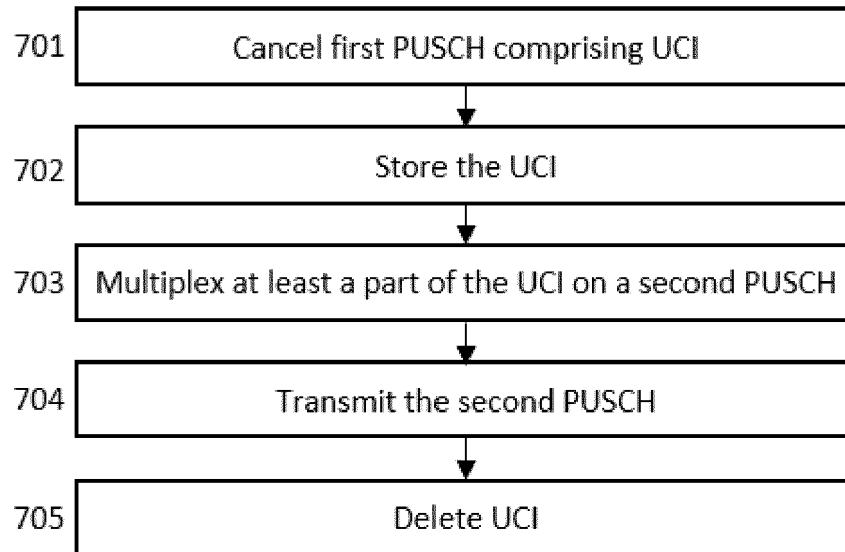 701 Cancel first PUSCH comprising UCI
702 Store the UCI
703 Multiplex at least a part of the UCI on a second PUSCH
704 Transmit the second PUSCH
705 Delete UCI